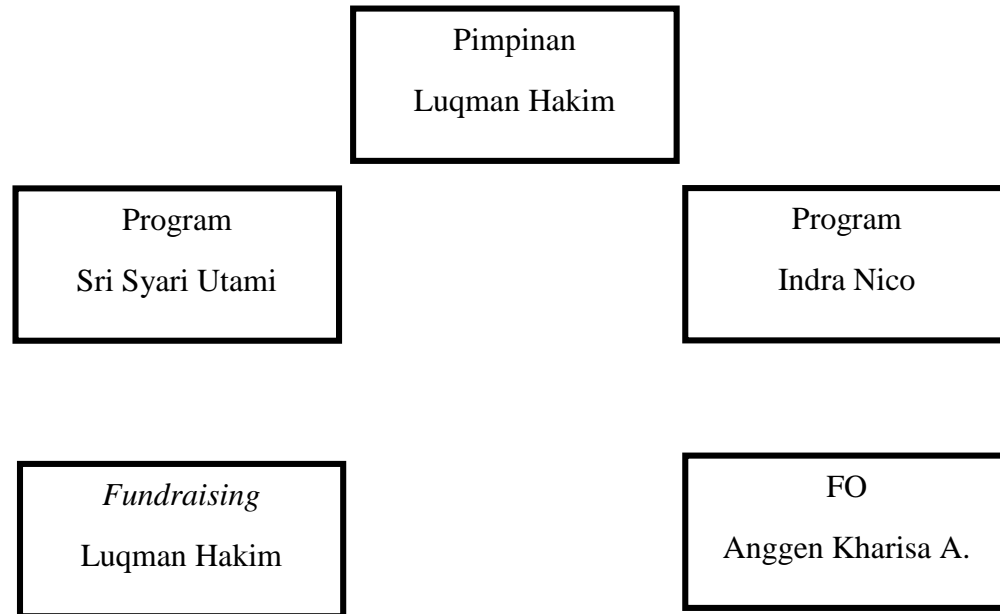 Pimpinan
Luqman Hakim
Program
Sri Syari Utami
Program
Indra Nico
Fundraising
Luqman Hakim
FO
Anggen Kharisa A.